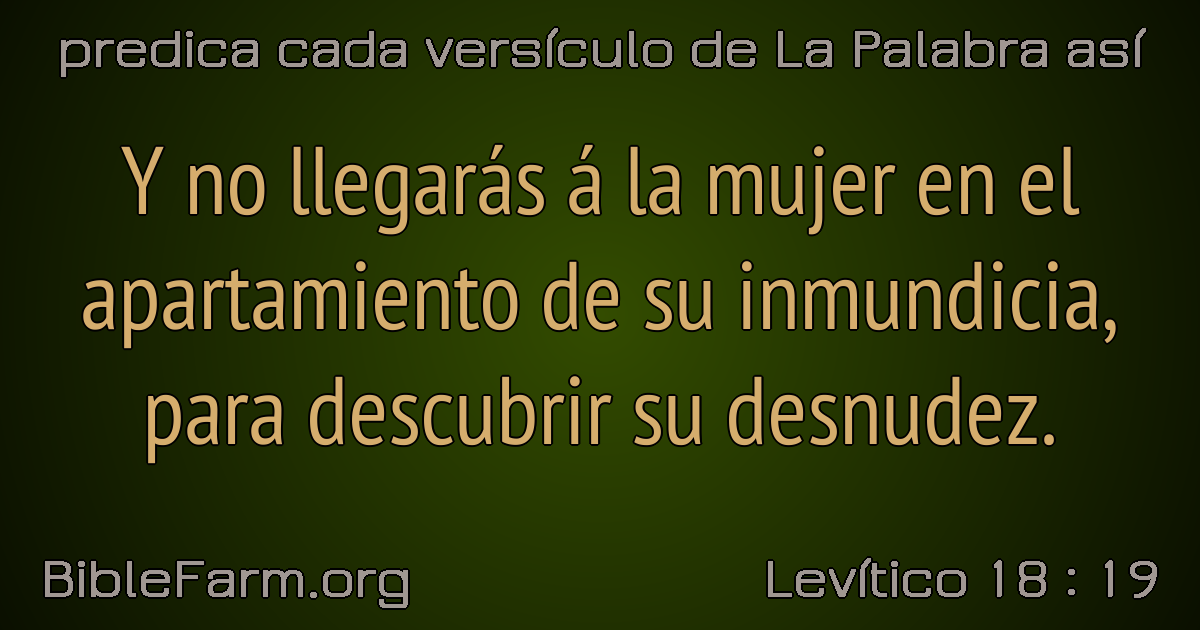 predica cada versículo de La Palabra así
Y no llegarás á la mujer en el
apartamiento de su inmundicia,
para descubrir su desnudez.
BibleFarm.org
Levítico 18 : 19